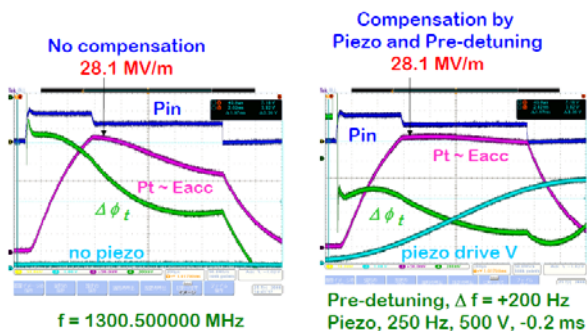 No compensation
28.1 MV/m
Pin
Pt ~ Eacc
Δϕt
no piezo
f = 1300.500000 MHz
Compensation by
Piezo and Pre-detuning
28.1 MV/m
Pin
Pt ~ Eacc
Δϕt
piezo drive V
Pre-detuning, Δ f = +200 Hz
Piezo, 250 Hz, 500 V, -0.2 ms